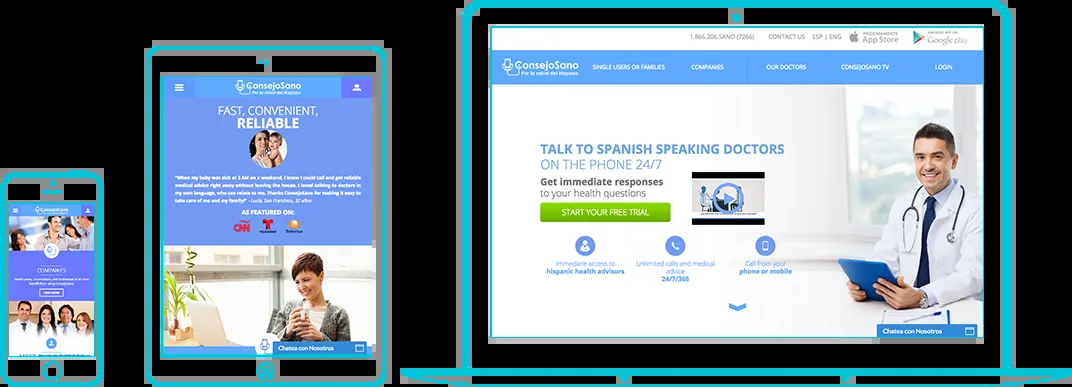 ConsejoSano
COMPANIES
VIEW MORE
ConsejoSano
Por la salud del Hispano
FAST, CONVENIENT,
RELIABLE
"When my baby was sick at 3 AM on a weekend, I knew I could call and get reliable
medical advice right away without leaving the house, I loved talking to doctors in
my own language, who can relate to me. Thanks ConsejoSano for making it easy to
take care of me and my family!" - Lucía, San Francisco, 32 años
AS FEATURED ON:
CNN
TELEMUNDO
Televisa
Chatea con Nosotros
1.866.206.SANO (7266)
CONTACT US
ESP | ENG
PRÓXIMAMENTE
App Store
ANDROID APP ON
Google play
ConsejoSano
Por la salud del Hispano
SINGLE USERS OR FAMILIES
COMPANIES
OUR DOCTORS
CONSEJOSANO TV
LOGIN
TALK TO SPANISH SPEAKING DOCTORS
ON THE PHONE 24/7
Get immediate responses
to your health questions
START YOUR FREE TRIAL
Immediate access to
hispanic health advisors
Unlimited calls and medical
advice
24/7/365
Call from your
phone or mobile
Chatea con Nosotros